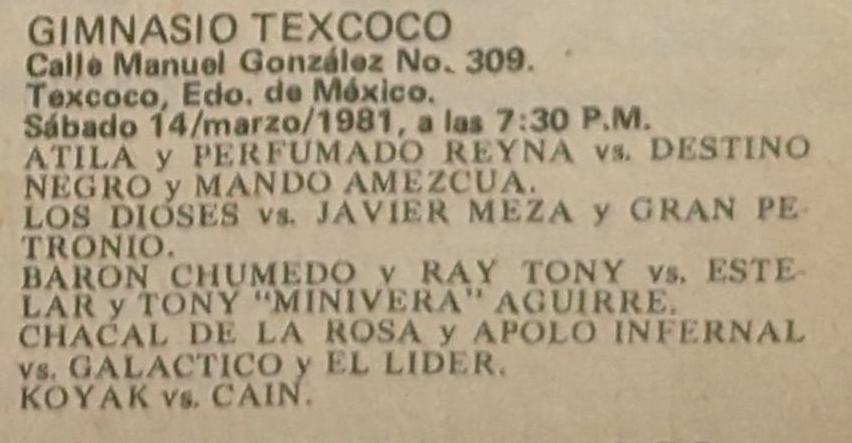 GIMNASIO TEXCOCO
Calle Manuel González No. 309.
Texcoco, Edo. de México.
Sábado 14/marzo/1981, a las 7:30 P.M.
ATILA y PERFUMADO REYNA vs. DESTINO
NEGRO y MANDO AMEZCUA.
LOS DIOSES vs. JAVIER MEZA y GRAN PE-
TRONIO.
BARON CHUMEDO y RAY TONY vs. ESTE-
LAR y TONY "MINIVERA" AGUIRRE.
CHACAL DE LA ROSA y APOLO INFERNAL
vs. GALACTICO y EL LIDER.
KOYAK vs. CAIN.